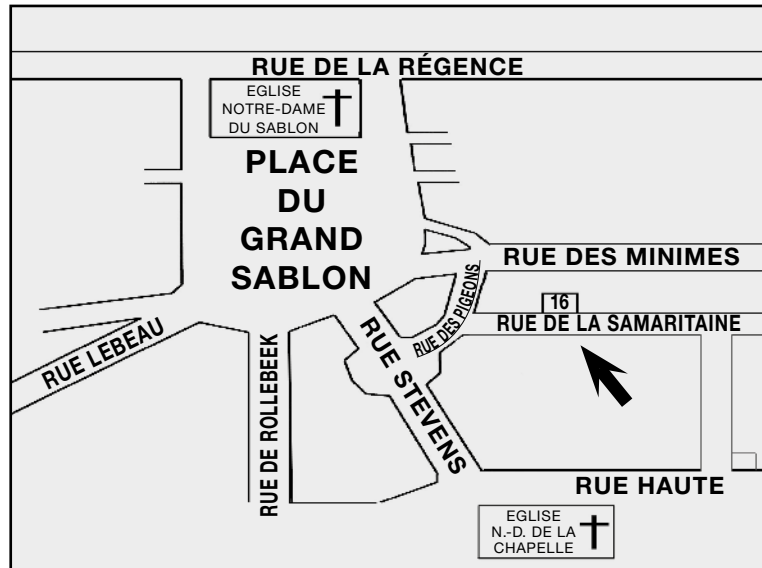 RUE DE LA RÉGENCE
EGLISE
NOTRE-DAME
DU SABLON
PLACE
DU
GRAND
SABLON
RUE DES MINIMES
RUE DES PIGEONS
16
RUE DE LA SAMARITAINE
RUE LEBEAU
RUE DE ROLLEBEEK
RUE STEVENS
RUE HAUTE
EGLISE
N.-D. DE LA
CHAPELLE